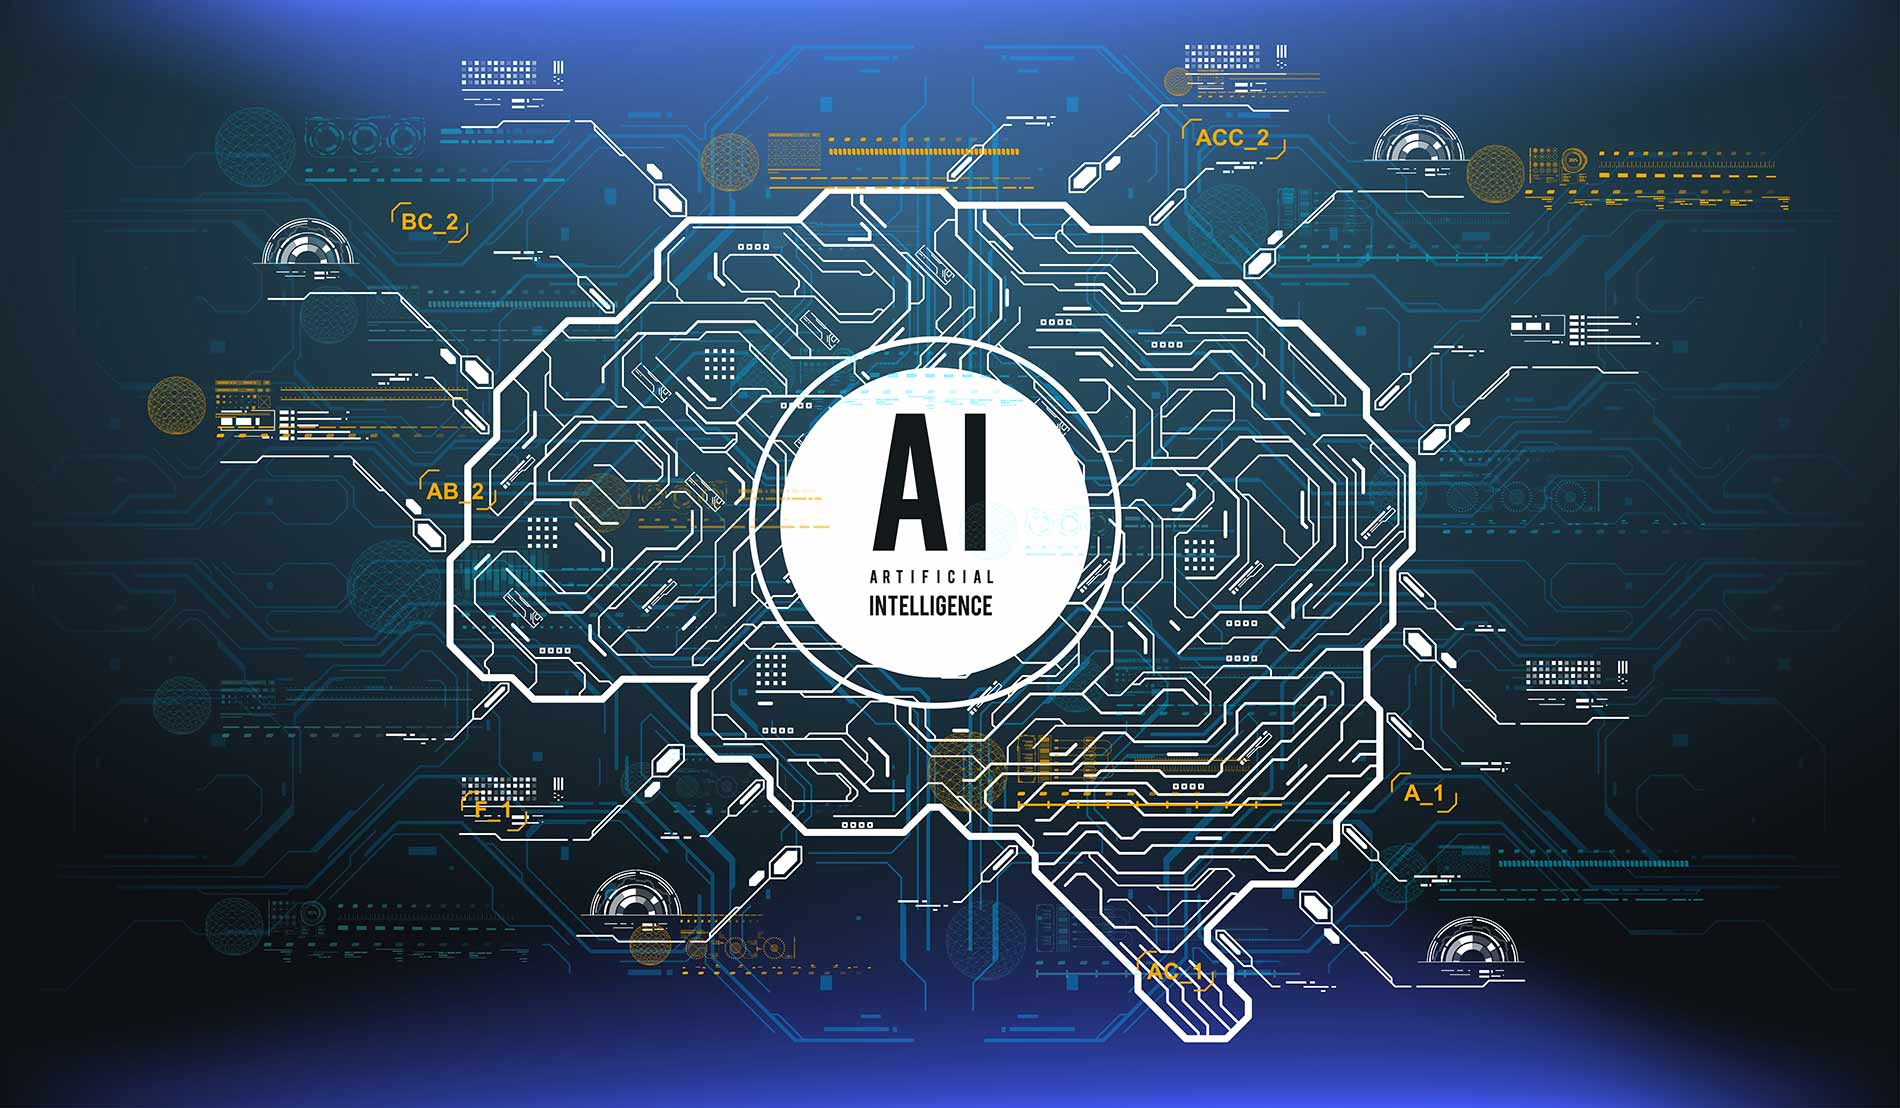 ACC_2
BC_2
AI
ARTIFICIAL
INTELLIGENCE
AB_2
A_1
F_1
AC_1